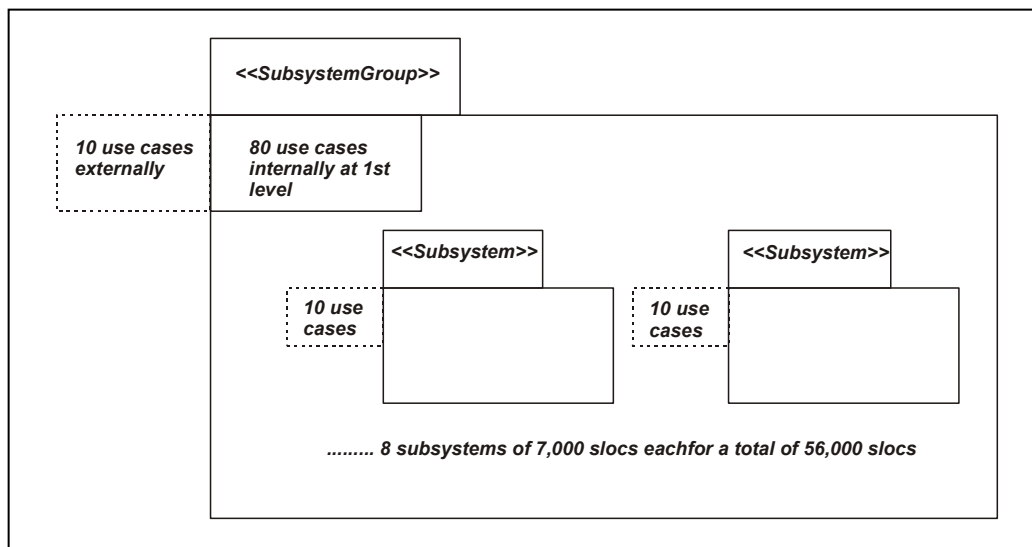 <<SubsystemGroup>>
10 use cases
externally
80 use cases
internally at 1st
level
<<Subsystem>>
10 use
cases
<<Subsystem>>
10 use
cases
......... 8 subsystems of 7,000 slocs eachfor a total of 56,000 slocs